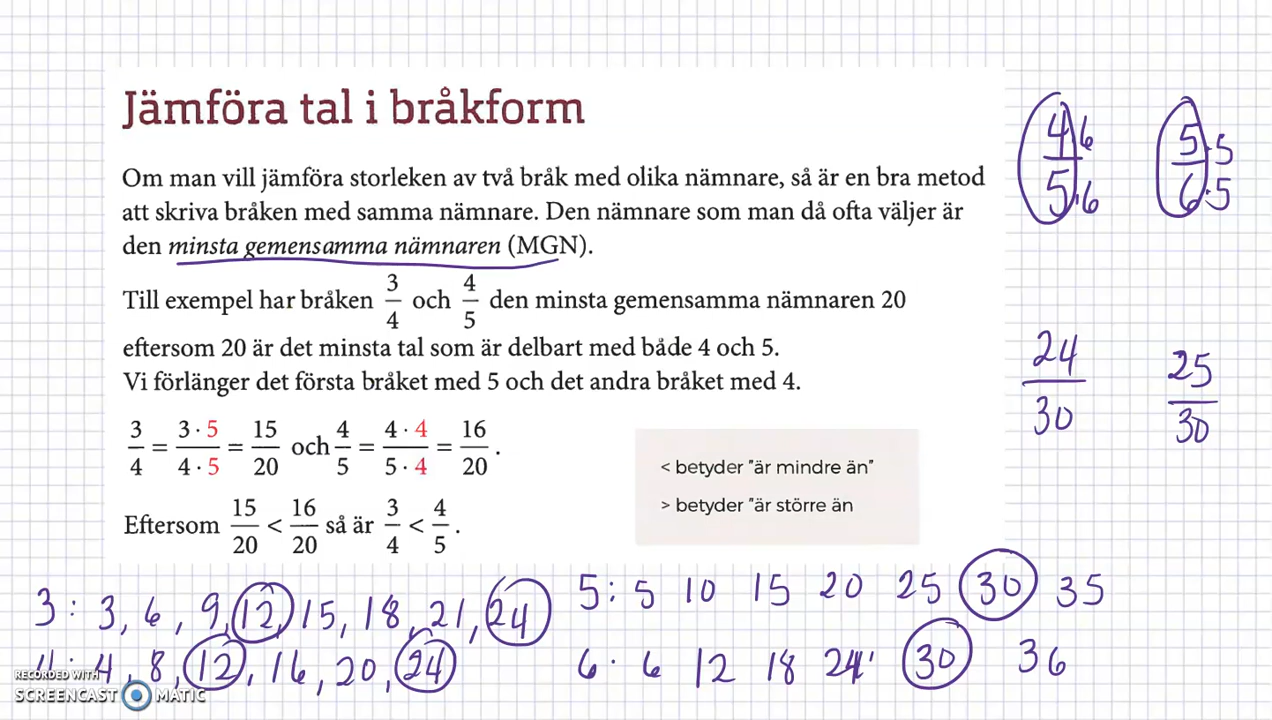 Jämföra tal i bråkform
Om man vill jämföra storleken av två bråk med olika nämnare, så är en bra metod
att skriva bråken med samma nämnare. Den nämnare som man då ofta väljer är
den minsta gemensamma nämnaren (MGN).
Till exempel har bråken 3/4 och 4/5 den minsta gemensamma nämnaren 20
eftersom 20 är det minsta tal som är delbart med både 4 och 5.
Vi förlänger det första bråket med 5 och det andra bråket med 4.
3/4 = 3 · 5/4 · 5 = 15/20 och 4/5 = 4 · 4/5 · 4 = 16/20 .
Eftersom 15/20 < 16/20 så är 3/4 < 4/5 .
< betyder "är mindre än"
> betyder "är större än
4 6 5 · 5
5 · 6 6 · 5
24/30 25/30
3 : 3, 6, 9, 12, 15, 18, 21, 24
4 : 4, 8, 12, 16, 20, 24
5 : 5 10 15 20 25 30 35
6 · 6 12 18 24 30 36
RECORDED WITH
SCREENCAST MATIC